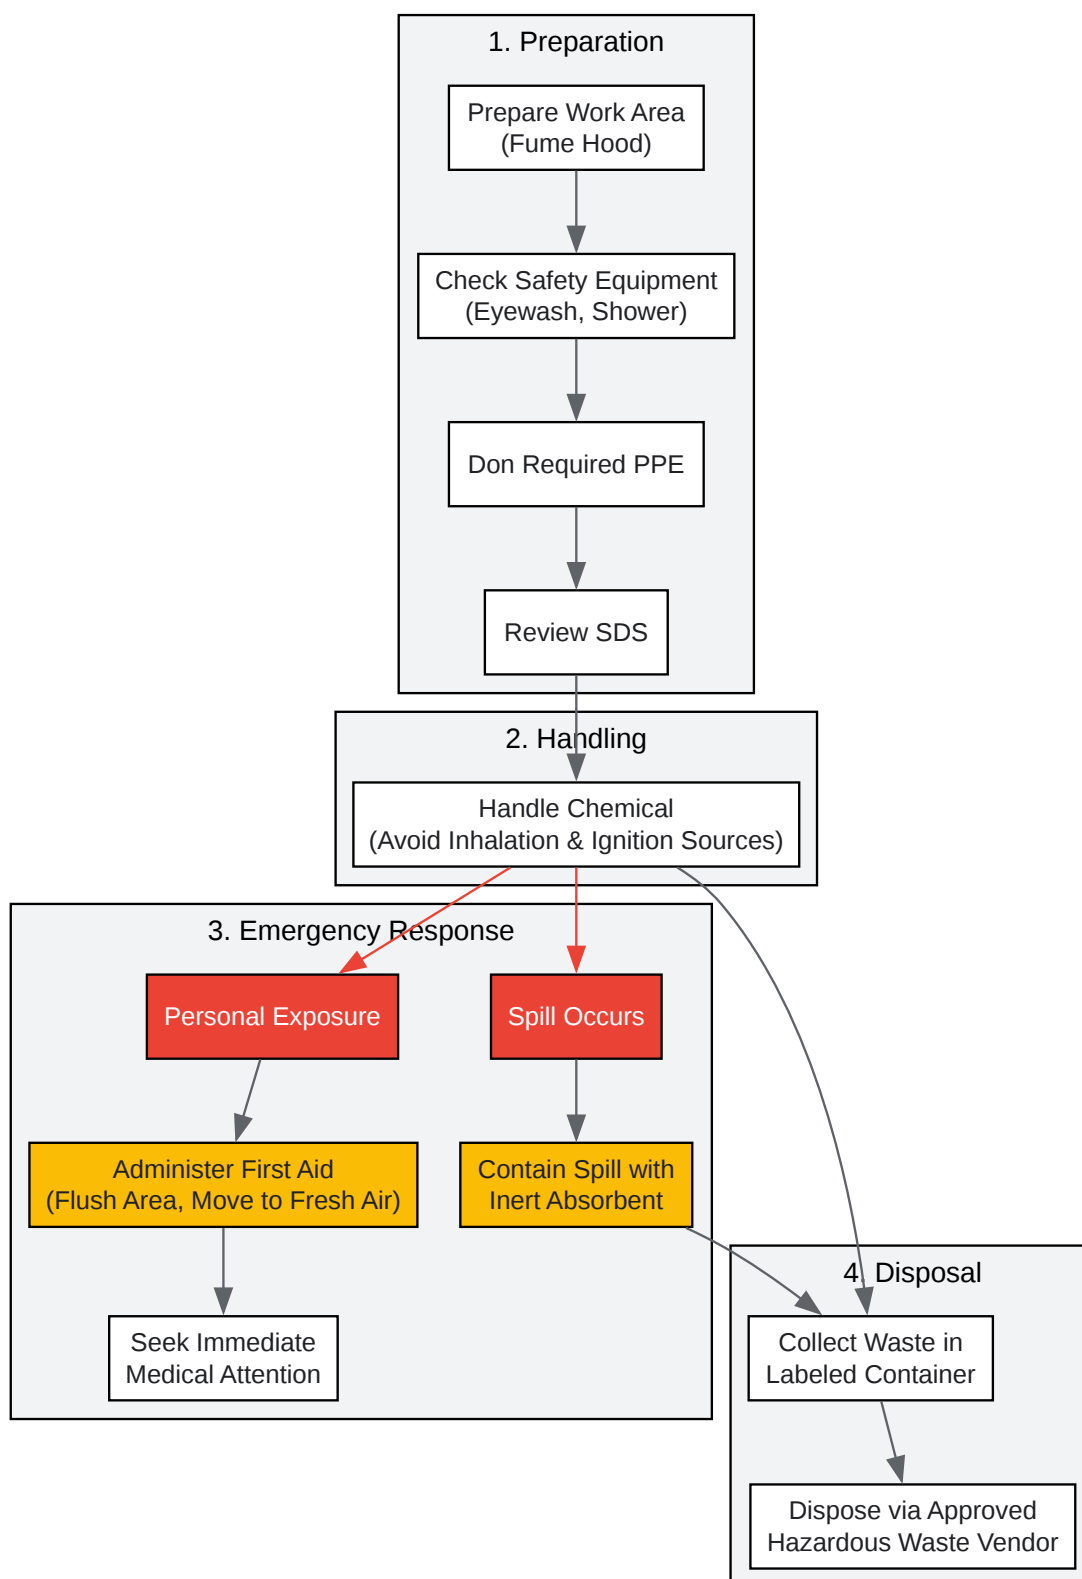 1. Preparation
Prepare Work Area
(Fume Hood)
Check Safety Equipment
(Eyewash, Shower)
Don Required PPE
Review SDS
2. Handling
Handle Chemical
(Avoid Inhalation & Ignition Sources)
3. Emergency Response
Personal Exposure
Spill Occurs
Administer First Aid
(Flush Area, Move to Fresh Air)
Contain Spill with
Inert Absorbent
Seek Immediate
Medical Attention
4. Disposal
Collect Waste in
Labeled Container
Dispose via Approved
Hazardous Waste Vendor